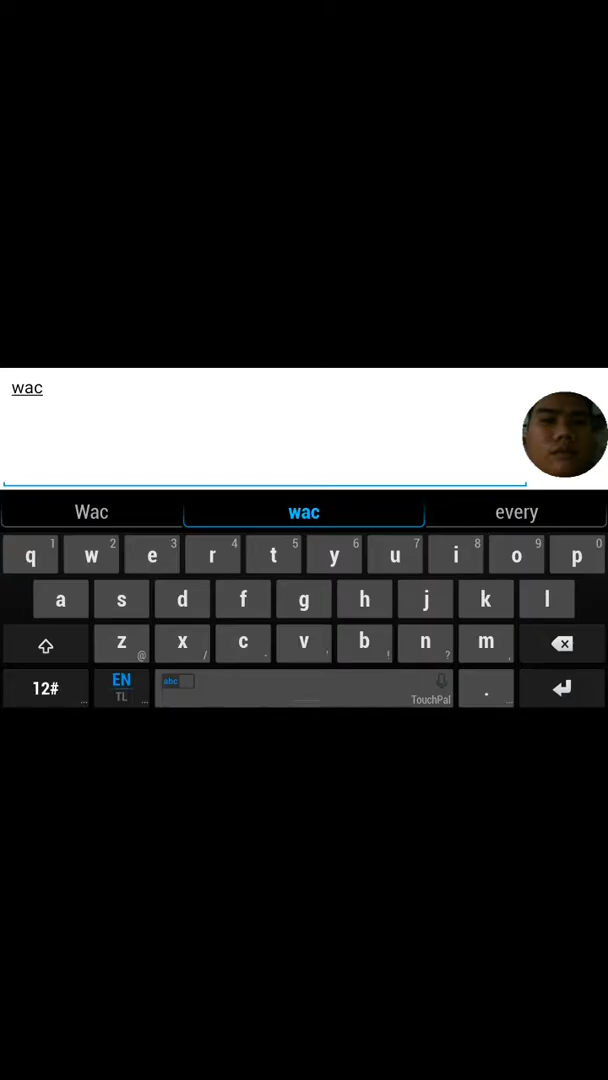 wac
Wac wac every
q 1 w 2 e 3 r 4 t 5 y 6 u 7 i 8 o 9 p 0
a s d f g h j k l
z @ x / c - v ' b ! n ? m ,
12# ... EN TL ... abc TouchPal . ...